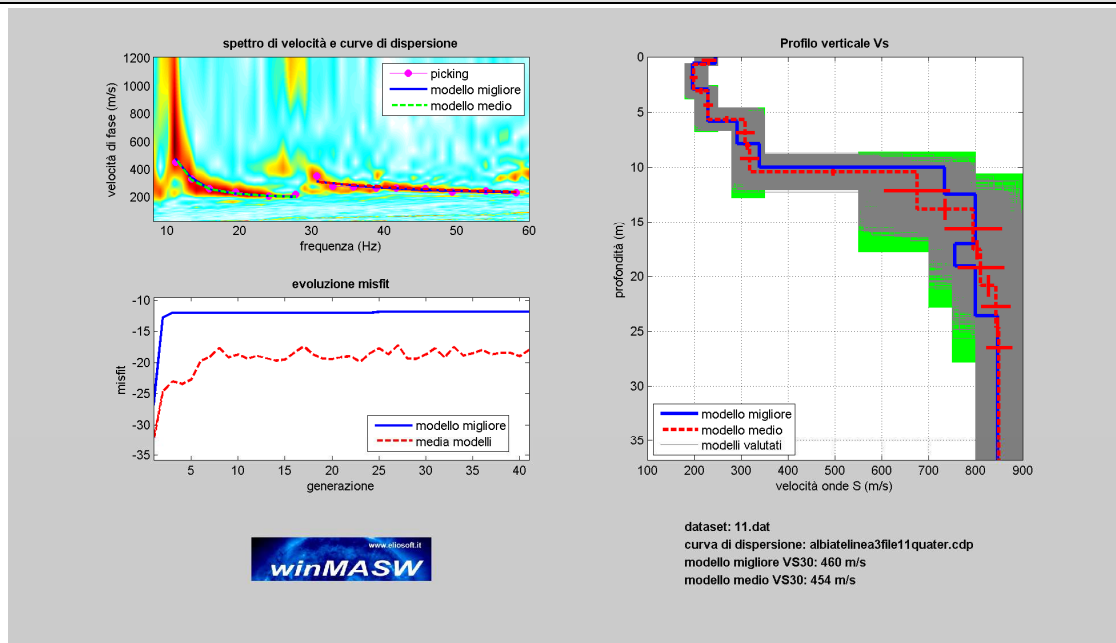 spettro di velocità e curve di dispersione
1200
1000
800
600
400
200
velocità di fase (m/s)
picking
modello migliore
modello medio
10
20
30
40
50
60
frequenza (Hz)
evoluzione misfit
-10
-15
-20
-25
-30
-35
misfit
modello migliore
media modelli
5
10
15
20
25
30
35
40
generazione
www.eliosoft.it
winMASW
Profilo verticale Vs
0
5
10
15
20
25
30
35
profondità (m)
modello migliore
modello medio
modelli valutati
100
200
300
400
500
600
700
800
900
velocità onde S (m/s)
dataset: 11.dat
curva di dispersione: albiatelinea3file11quater.cdp
modello migliore VS30: 460 m/s
modello medio VS30: 454 m/s